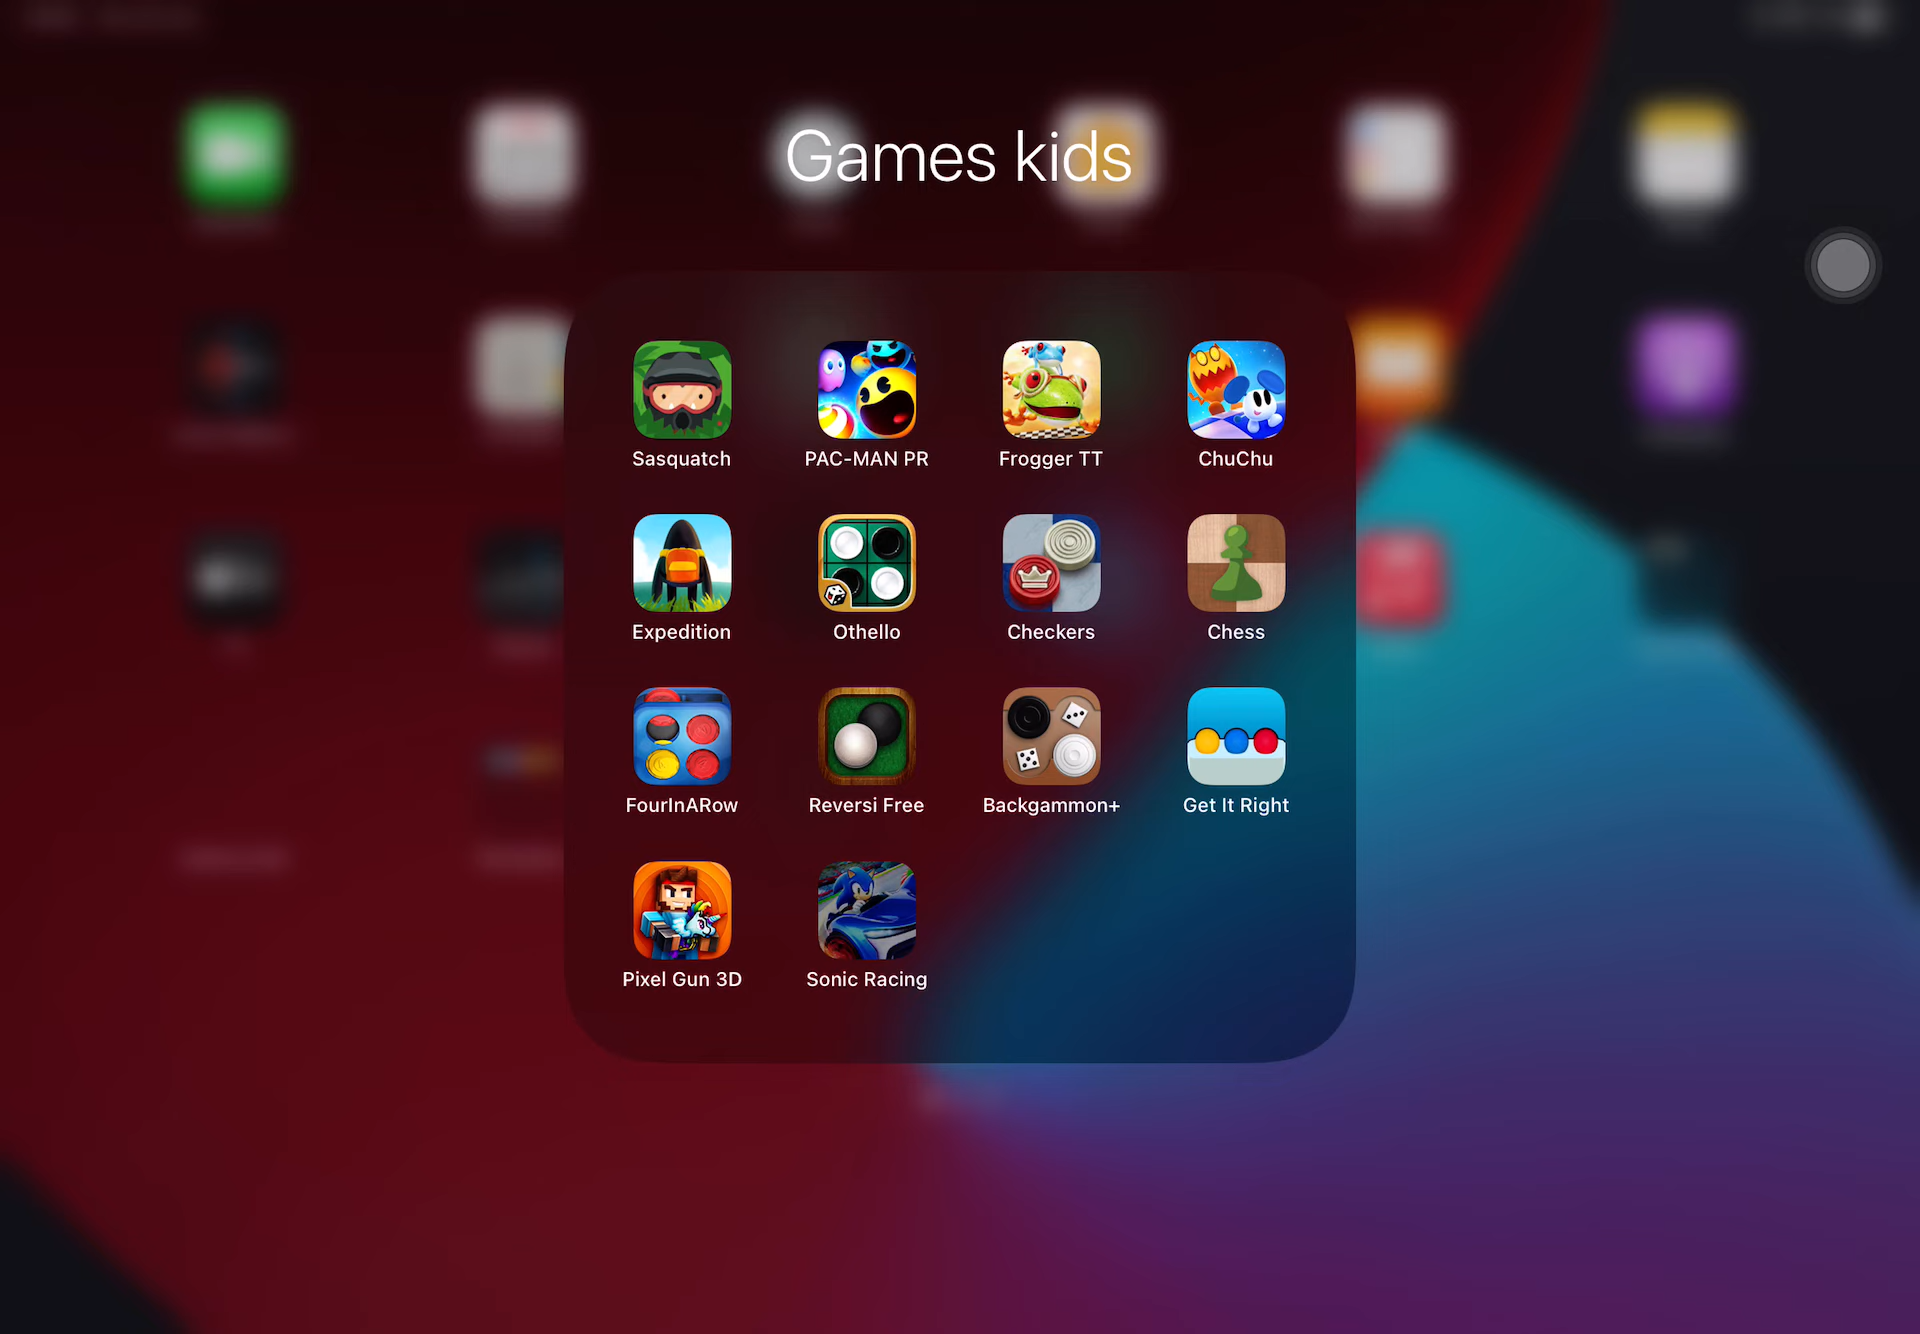 Games kids
Sasquatch
PAC-MAN PR
Frogger TT
ChuChu
Expedition
Othello
Checkers
Chess
FourInARow
Reversi Free
Backgammon+
Get It Right
Pixel Gun 3D
Sonic Racing